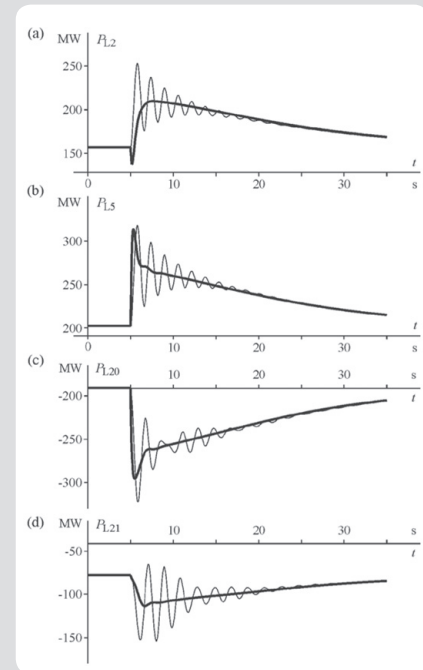 (a) MW P_L2
250
200
150
t
0 10 20 30 s
(b) MW P_L5
300
250
200
t
0 10 20 30 s
(c) MW P_L20
10 20 30 s
-200
t
-250
-300
(d) MW P_L21
10 20 30 s
-50
t
-100
-150